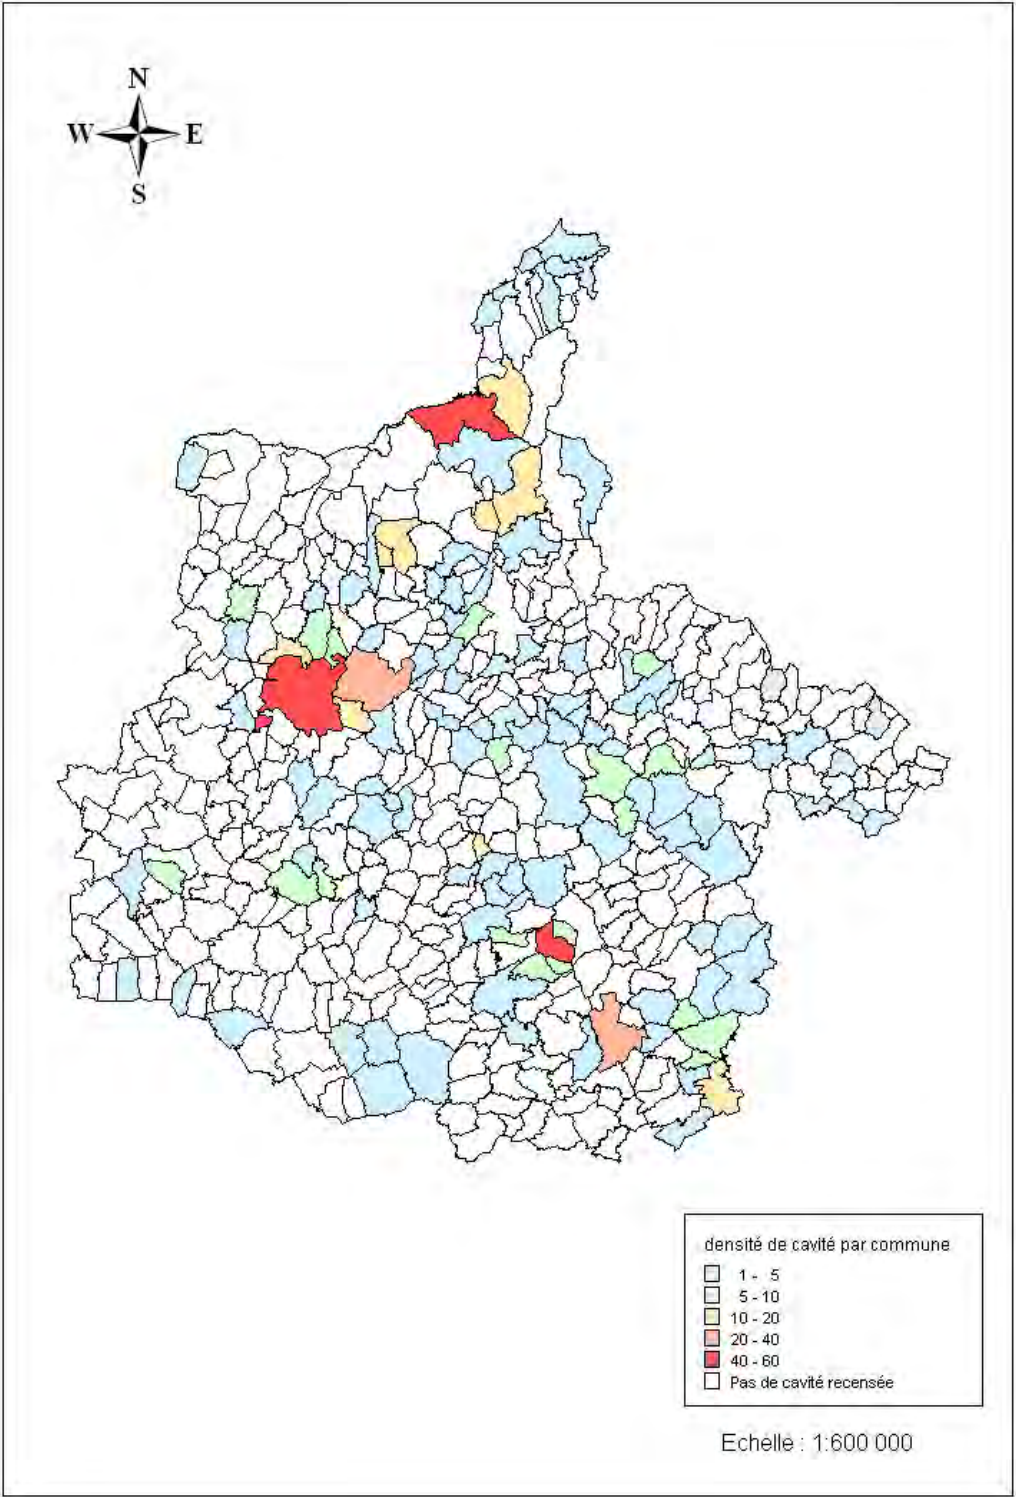 N
W E
S
densité de cavité par commune
1 - 5
5 - 10
10 - 20
20 - 40
40 - 60
Pas de cavité recensée
Echelle : 1:600 000